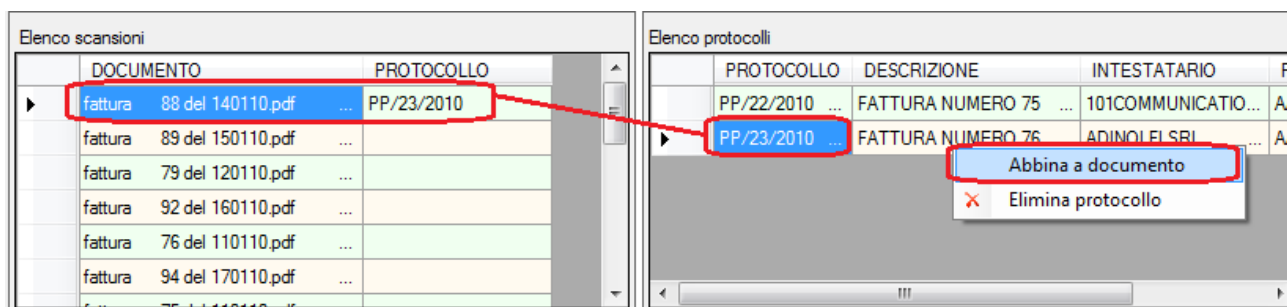 Elenco scansioni
DOCUMENTO PROTOCOLLO
fattura 88 del 140110.pdf ... PP/23/2010
fattura 89 del 150110.pdf ...
fattura 79 del 120110.pdf ...
fattura 92 del 160110.pdf ...
fattura 76 del 110110.pdf ...
fattura 94 del 170110.pdf ...
Elenco protocolli
PROTOCOLLO DESCRIZIONE INTESTATARIO
PP/22/2010 ... FATTURA NUMERO 75 ... 101COMMUNICATIO...
PP/23/2010 ... FATTURA NUMERO 76 ADINOLFI SRL ...
Abbina a documento
Elimina protocollo